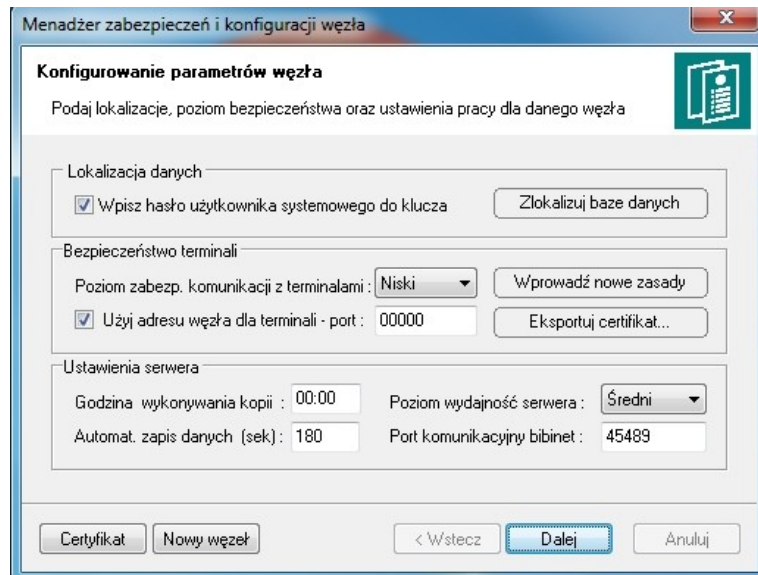 Menadżer zabezpieczeń i konfiguracji węzła
Konfigurowanie parametrów węzła
Podaj lokalizacje, poziom bezpieczeństwa oraz ustawienia pracy dla danego węzła
Lokalizacja danych
Wpisz hasło użytkownika systemowego do klucza
Zlokalizuj baze danych
Bezpieczeństwo terminali
Poziom zabezp. komunikacji z terminalami : Niski
Wprowadź nowe zasady
Użyj adresu węzła dla terminali - port : 00000
Eksportuj certifikat...
Ustawienia serwera
Godzina wykonywania kopii : 00:00
Poziom wydajność serwera : Średni
Automat. zapis danych (sek) : 180
Port komunikacyjny bibinet : 45489
Certyfikat
Nowy węzeł
< Wstecz
Dalej
Anuluj